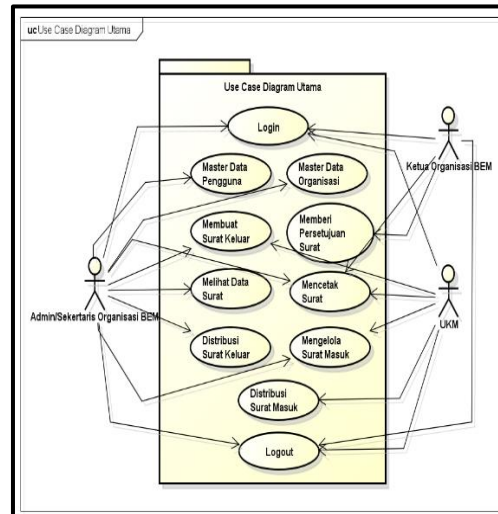 uc Use Case Diagram Utama
Use Case Diagram Utama
Login
Ketua Organisasi BEM
Master Data
Pengguna
Master Data
Organisasi
Membuat
Surat Keluar
Memberi
Persetujuan
Surat
Melihat Data
Surat
Mencetak
Surat
Admin/Sekertaris Organisasi BEM
UKM
Distribusi
Surat Keluar
Mengelola
Surat Masuk
Distribusi
Surat Masuk
Logout